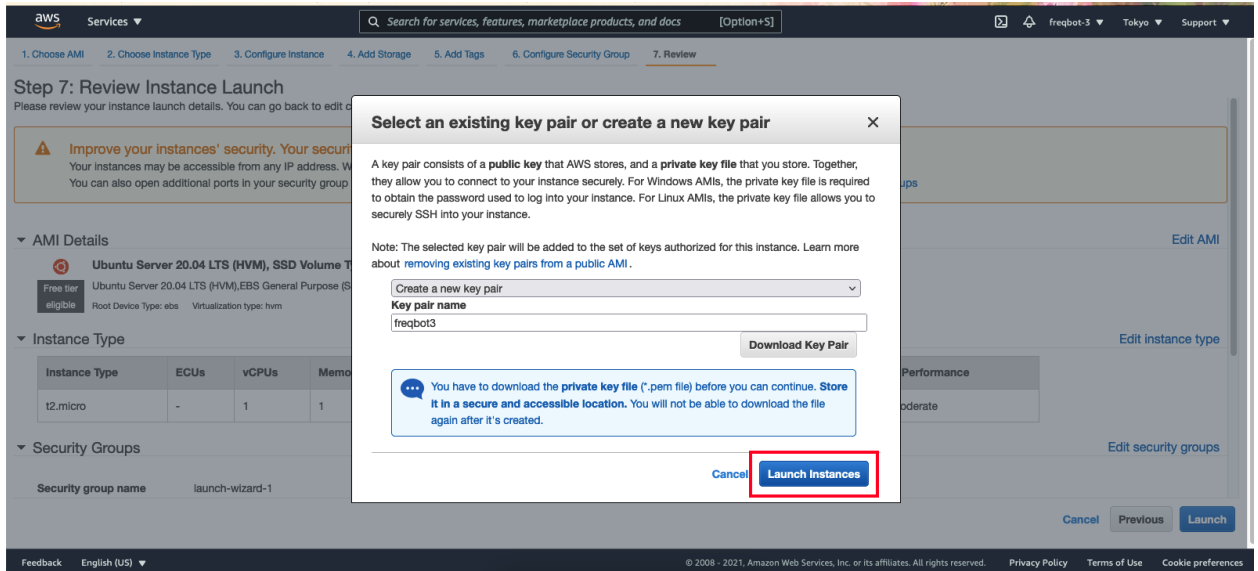 aws
Services ▼
Search for services, features, marketplace products, and docs [Option+S]
freqbot-3 ▼ Tokyo ▼ Support ▼
1. Choose AMI 2. Choose Instance Type 3. Configure Instance 4. Add Storage 5. Add Tags 6. Configure Security Group 7. Review
Step 7: Review Instance Launch
Please review your instance launch details. You can go back to edit c
Improve your instances' security. Your securi
Your instances may be accessible from any IP address. W
You can also open additional ports in your security group
ups
AMI Details
Edit AMI
Ubuntu Server 20.04 LTS (HVM), SSD Volume T
Free tier
eligible
Ubuntu Server 20.04 LTS (HVM),EBS General Purpose (S
Root Device Type: ebs Virtualization type: hvm
Instance Type
Edit instance type
Instance Type ECUs vCPUs Memo
Performance
t2.micro - 1 1
oderate
Security Groups
Edit security groups
Security group name launch-wizard-1
Cancel Previous Launch
Select an existing key pair or create a new key pair ×
A key pair consists of a public key that AWS stores, and a private key file that you store. Together,
they allow you to connect to your instance securely. For Windows AMIs, the private key file is required
to obtain the password used to log into your instance. For Linux AMIs, the private key file allows you to
securely SSH into your instance.
Note: The selected key pair will be added to the set of keys authorized for this instance. Learn more
about removing existing key pairs from a public AMI .
Create a new key pair
Key pair name
freqbot3
Download Key Pair
You have to download the private key file (*.pem file) before you can continue. Store
it in a secure and accessible location. You will not be able to download the file
again after it's created.
Cancel Launch Instances
Feedback English (US) ▼
© 2008 - 2021, Amazon Web Services, Inc. or its affiliates. All rights reserved. Privacy Policy Terms of Use Cookie preferences